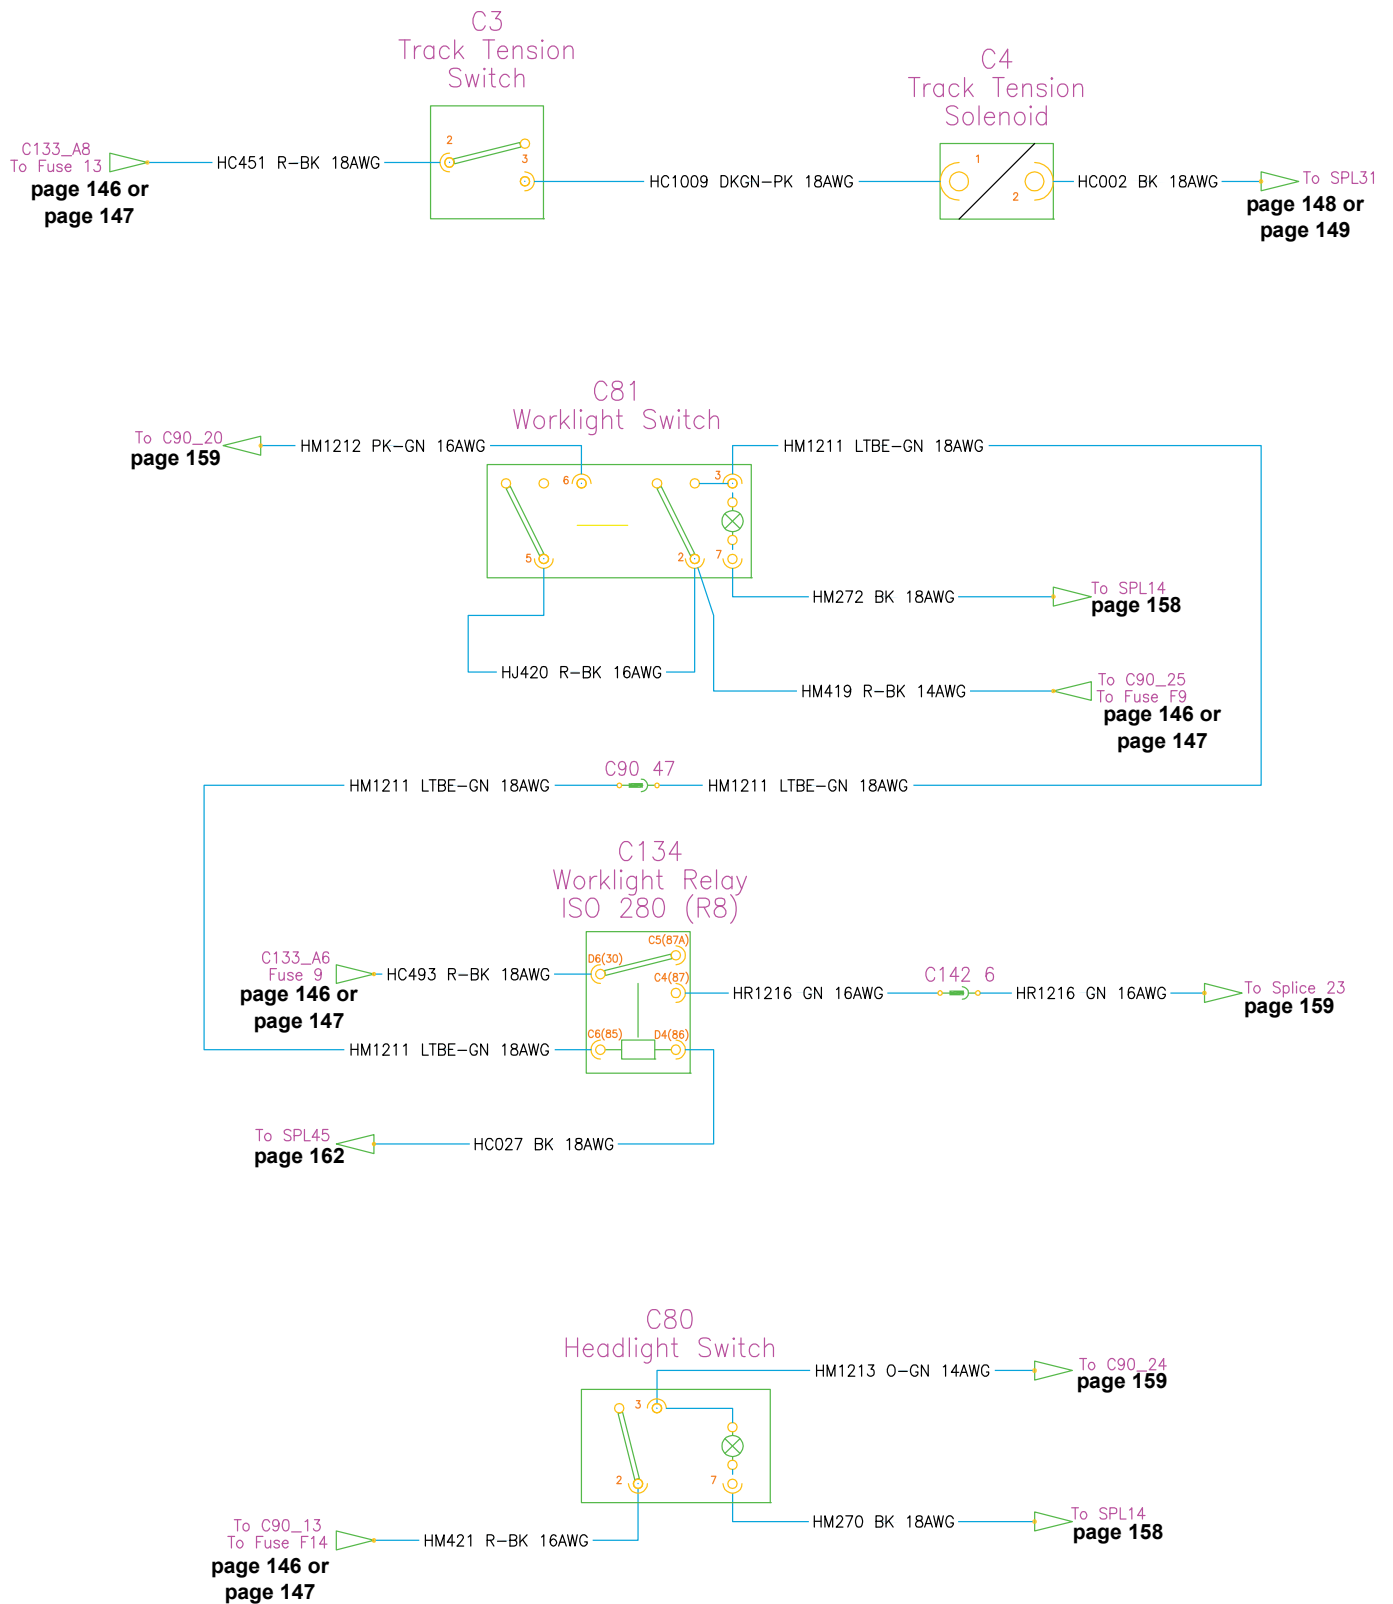 C3
Track Tension
Switch
C4
Track Tension
Solenoid
C133_A8
To Fuse 13
page 146 or
page 147
HC451 R-BK 18AWG
2
3
HC1009 DKGN-PK 18AWG
1
2
HC002 BK 18AWG
To SPL31
page 148 or
page 149
C81
Worklight Switch
To C90_20
page 159
HM1212 PK-GN 16AWG
HM1211 LTBE-GN 18AWG
6
3
5
2
7
HM272 BK 18AWG
To SPL14
page 158
HJ420 R-BK 16AWG
HM419 R-BK 14AWG
To C90_25
To Fuse F9
page 146 or
page 147
HM1211 LTBE-GN 18AWG
C90 47
HM1211 LTBE-GN 18AWG
C134
Worklight Relay
ISO 280 (R8)
C133_A6
Fuse 9
page 146 or
page 147
HC493 R-BK 18AWG
C5(87A)
D6(30)
C4(87)
HR1216 GN 16AWG
C142 6
HR1216 GN 16AWG
To Splice 23
page 159
HM1211 LTBE-GN 18AWG
C6(85)
D4(86)
To SPL45
page 162
HC027 BK 18AWG
C80
Headlight Switch
HM1213 O-GN 14AWG
To C90_24
page 159
3
2
7
To C90_13
To Fuse F14
page 146 or
page 147
HM421 R-BK 16AWG
HM270 BK 18AWG
To SPL14
page 158